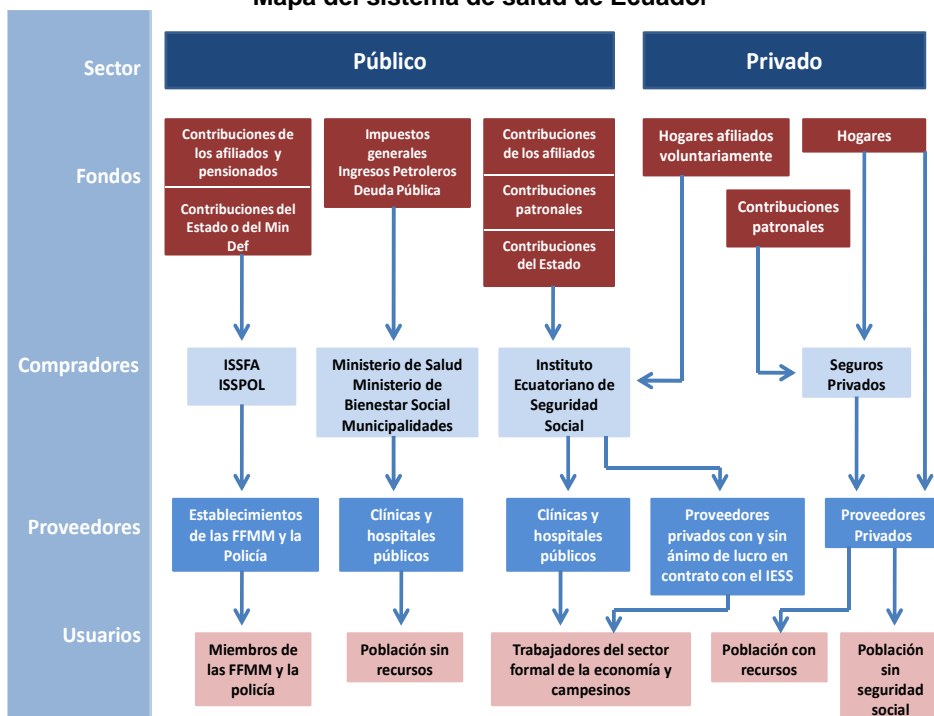 Mapa del sistema de salud de Ecuador
Sector
Público
Privado
Fondos
Contribuciones de
los afiliados y
pensionado
Contribuciones del
Estado o del Min
Def
Impuestos
generales
Ingresos Petroleros
Deuda Pública
Contribuciones
de los afiliados
Contribuciones
patronales
Contribuciones
del Estado
Hogares afiliados
voluntariamente
Contribuciones
patronales
Hogares
Compradores
ISSFA
ISSPOL
Ministerio de Salud
Ministerio de
Bienestar Social
Municipalidades
Instituto
Ecuatoriano de
Seguridad
Social
Seguros
Privados
Proveedores
Establecimientos
de las FFMM y la
Policía
Clínicas y
hospitales
públicos
Clínicas y
hospitales
públicos
Proveedores
privados con y sin
ánimo de lucro en
contrato con el IESS
Proveedores
Privados
Usuarios
Miembros de
las FFMM y la
policía
Población sin
recursos
Trabajadores del sector
formal de la economía y
campesinos
Población con
recursos
Población
sin
seguridad
social